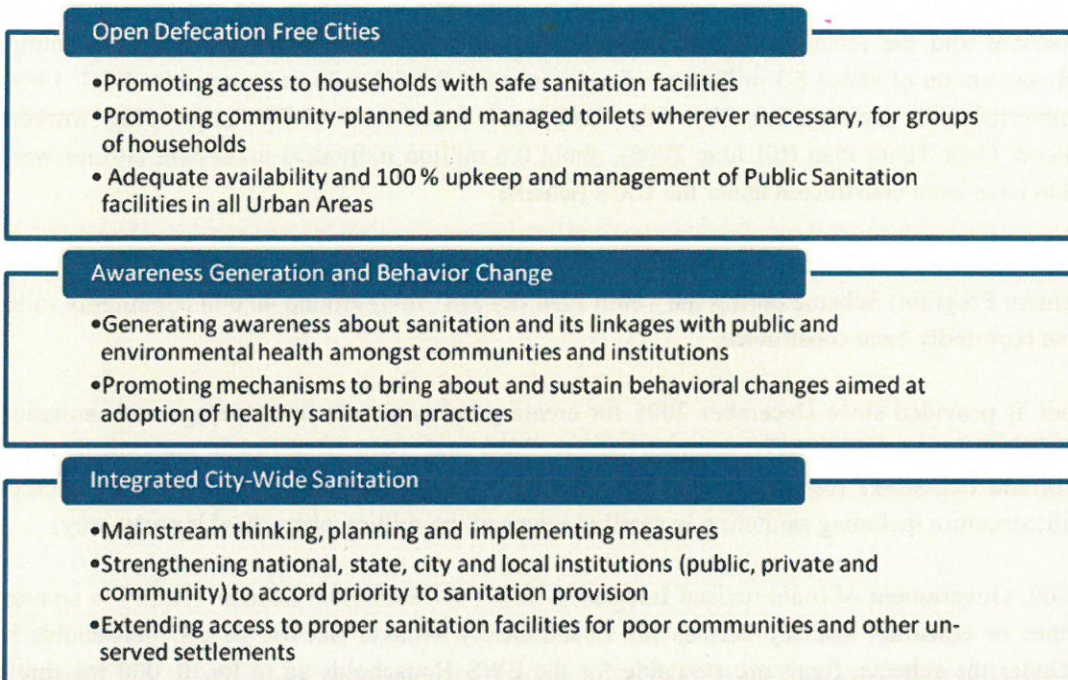 Open Defecation Free Cities
•Promoting access to households with safe sanitation facilities
•Promoting community-planned and managed toilets wherever necessary, for groups
of households
• Adequate availability and 100 % upkeep and management of Public Sanitation
facilities in all Urban Areas
Awareness Generation and Behavior Change
•Generating awareness about sanitation and its linkages with public and
environmental health amongst communities and institutions
•Promoting mechanisms to bring about and sustain behavioral changes aimed at
adoption of healthy sanitation practices
Integrated City-Wide Sanitation
•Mainstream thinking, planning and implementing measures
•Strengthening national, state, city and local institutions (public, private and
community) to accord priority to sanitation provision
•Extending access to proper sanitation facilities for poor communities and other un-
served settlements